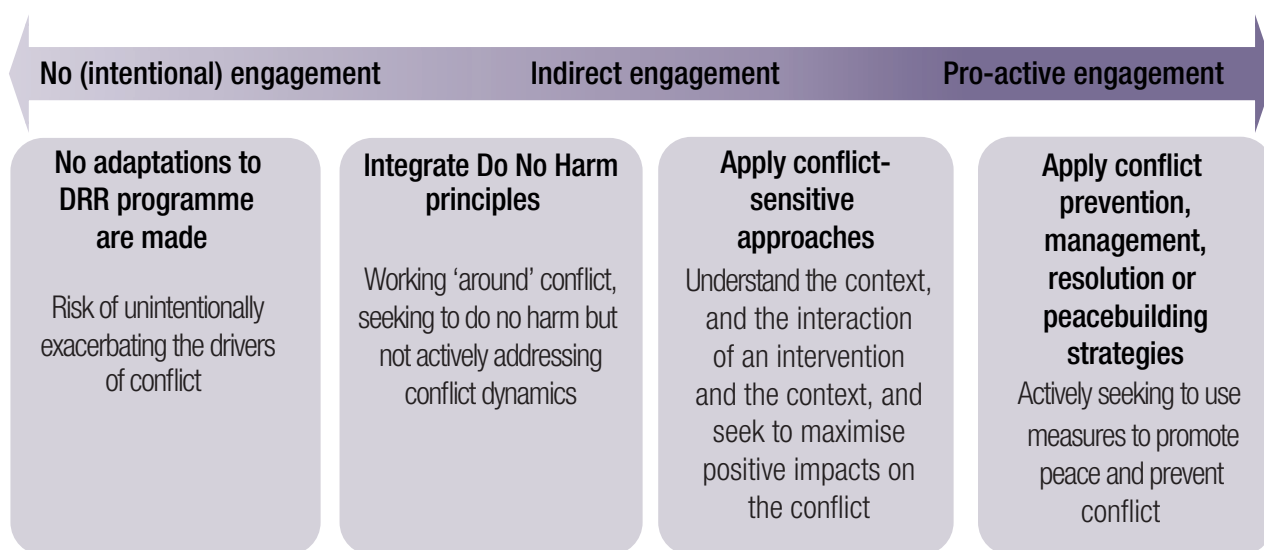 No (intentional) engagement
Indirect engagement
Pro-active engagement
No adaptations to
DRR programme
are made
Risk of unintentionally
exacerbating the drivers
of conflict
Integrate Do No Harm
principles
Working ‘around’ conflict,
seeking to do no harm but
not actively addressing
conflict dynamics
Apply conflict-
sensitive
approaches
Understand the context,
and the interaction
of an intervention
and the context, and
seek to maximise
positive impacts on
the conflict
Apply conflict
prevention,
management,
resolution or
peacebuilding
strategies
Actively seeking to use
measures to promote
peace and prevent
conflict